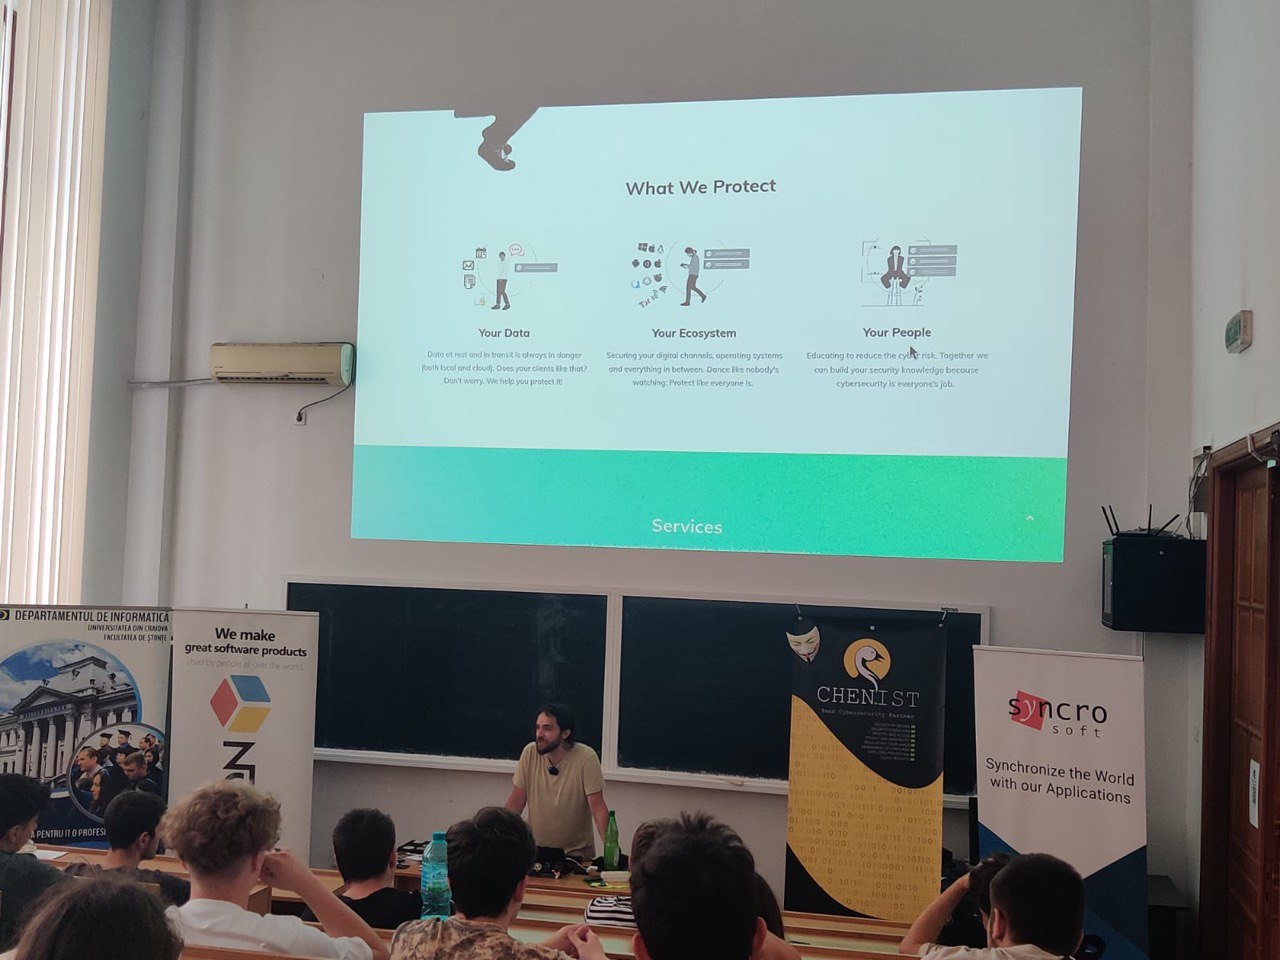 What We Protect
Your Data
Data at rest and in transit is always in danger
(both local and cloud). Does your clients like that?
Don't worry. We help you protect it!
Your Ecosystem
Securing your digital channels, operating systems
and everything in between. Dance like nobody's
watching; Protect like everyone is.
Your People
Educating to reduce the cyber risk. Together we
can build your security knowledge because
cybersecurity is everyone's job.
Services
DEPARTAMENTUL DE INFORMATICA
UNIVERSITATEA DIN CRAIOVA
FACULTATEA DE ȘTIINȚE
PENTRU IT O PROFES
We make
great software products
Used by people all over the world
CHENIST
Your Cybersecurity Partner
syncro
soft
Synchronize the World
with our Applications